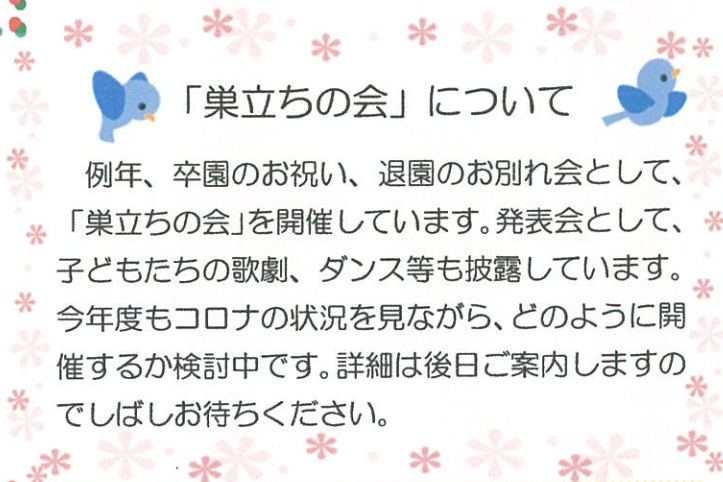 「巣立ちの会」について
例年、卒園のお祝い、退園のお別れ会として、
「巣立ちの会」を開催しています。発表会として、
子どもたちの歌劇、ダンス等も披露しています。
今年度もコロナの状況を見ながら、どのように開
催するか検討中です。詳細は後日ご案内しますの
でしばしお待ちください。